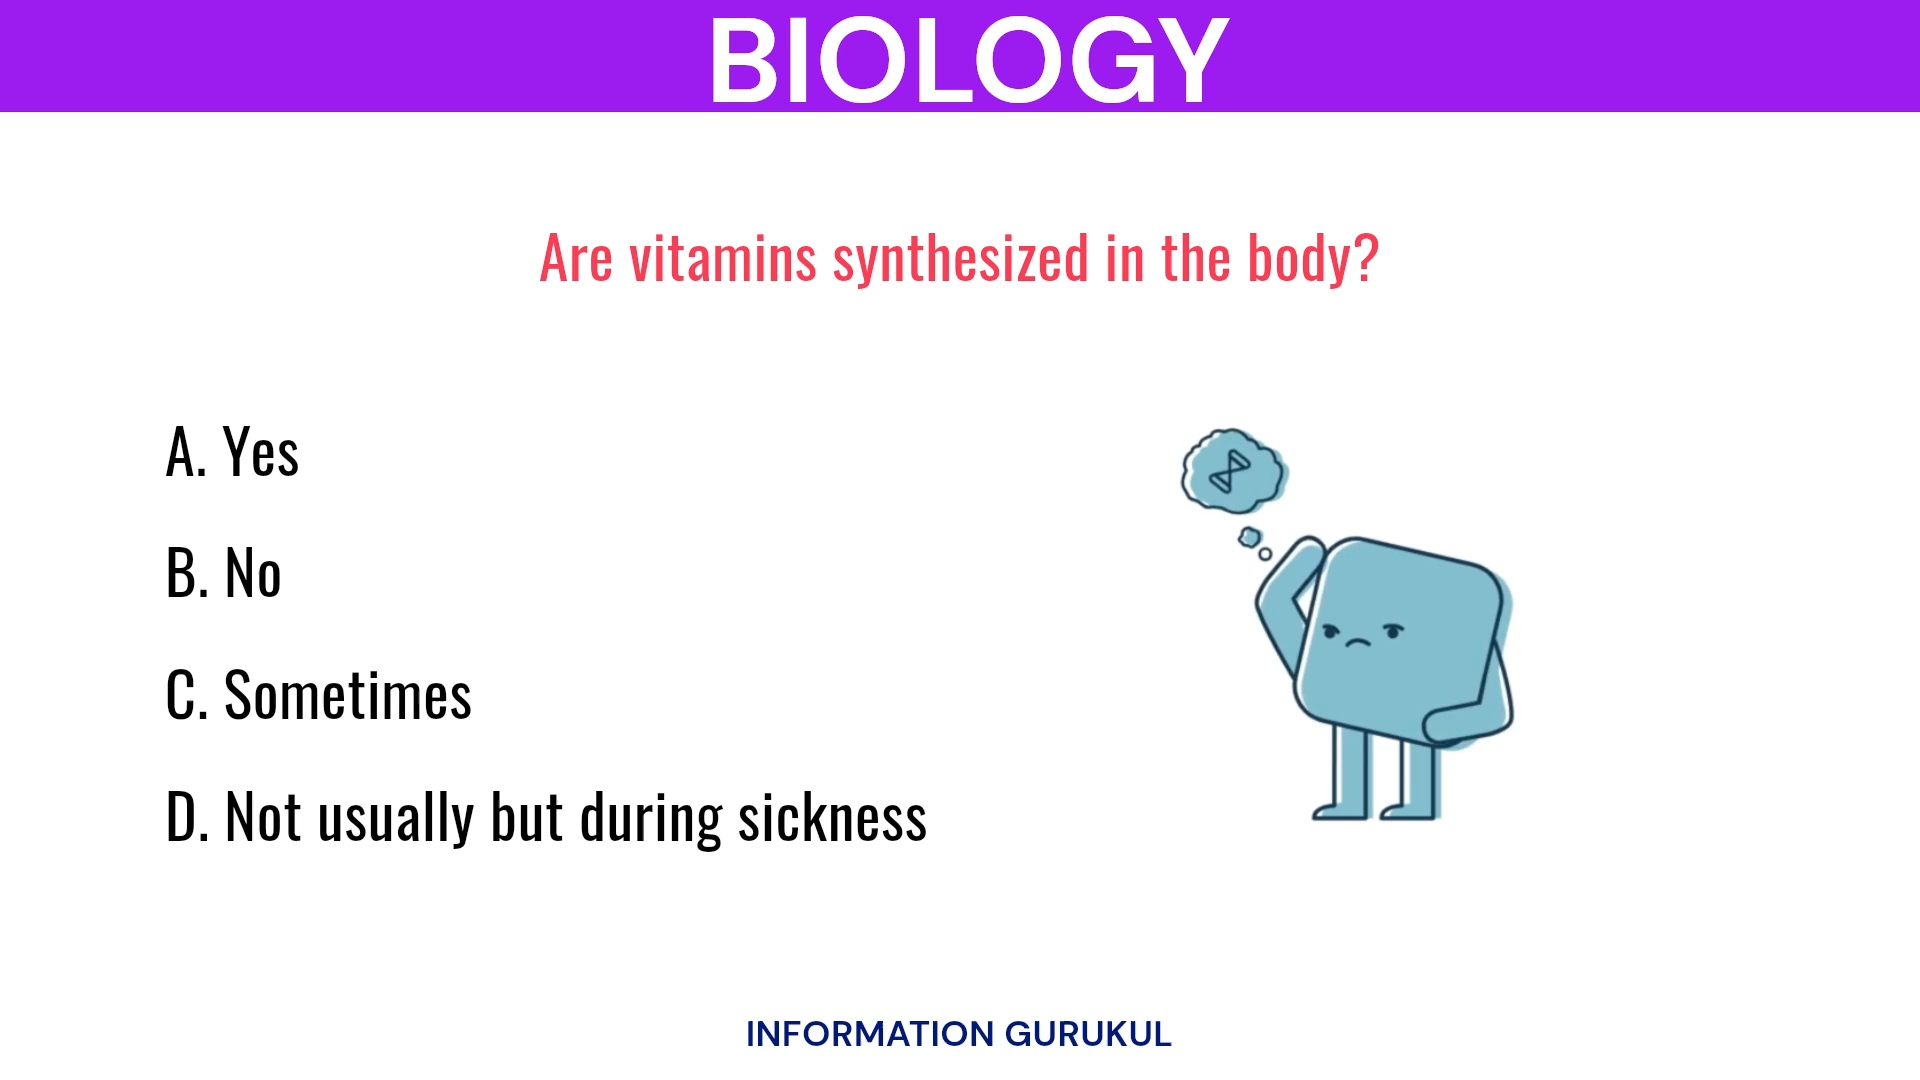 BIOLOGY
Are vitamins synthesized in the body?
A. Yes
B. No
C. Sometimes
D. Not usually but during sickness
INFORMATION GURUKUL